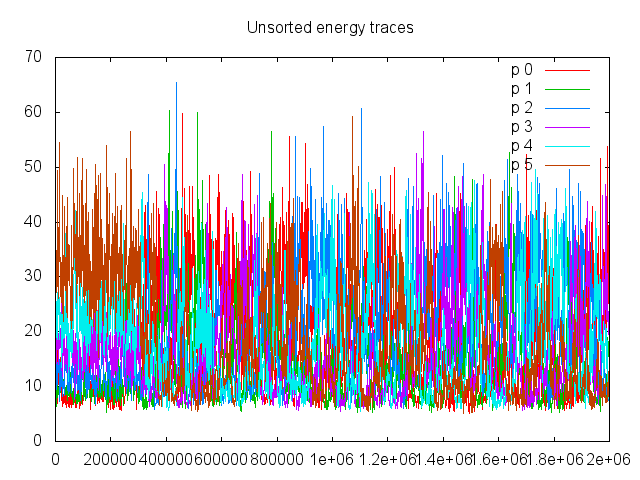 Unsorted energy traces
70
60
50
40
30
20
10
0
p 0
p 1
p 2
p 3
p 4
p 5
0 200000 400000 600000 800000 1e+06 1.2e+06 1.4e+06 1.6e+06 1.8e+06 2e+06